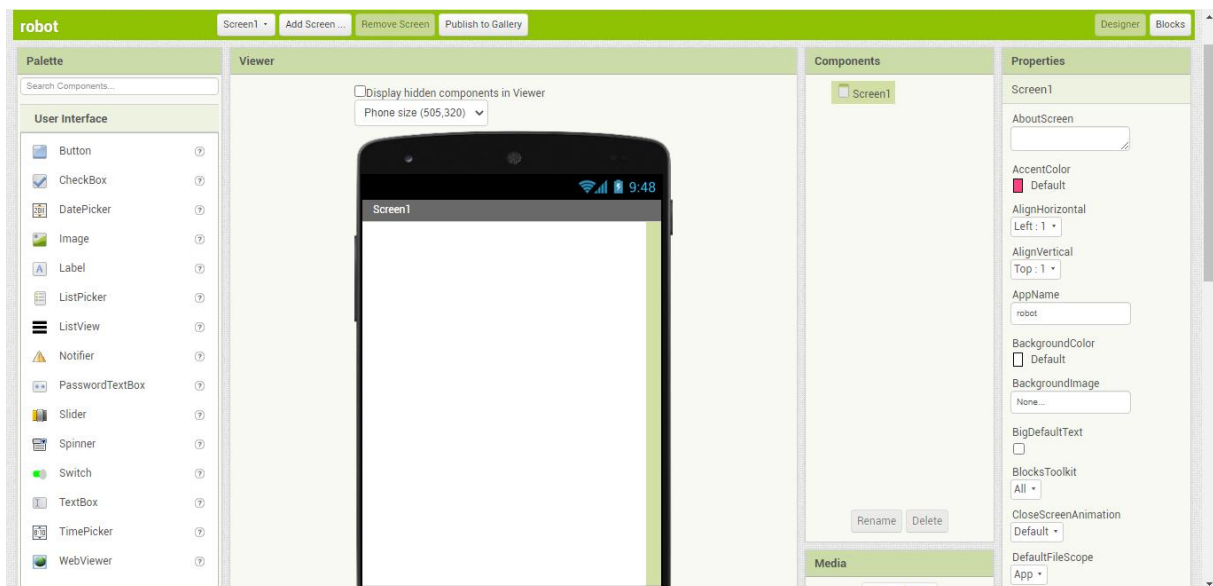 robot
Screen1
Add Screen ...
Remove Screen
Publish to Gallery
Designer
Blocks
Palette
Search Components...
User Interface
Button
CheckBox
DatePicker
Image
Label
ListPicker
ListView
Notifier
PasswordTextBox
Slider
Spinner
Switch
TextBox
TimePicker
WebViewer
Viewer
Display hidden components in Viewer
Phone size (505,320)
9:48
Screen1
Components
Screen1
Rename
Delete
Media
Properties
Screen1
AboutScreen
AccentColor
Default
AlignHorizontal
Left : 1
AlignVertical
Top : 1
AppName
robot
BackgroundColor
Default
BackgroundImage
None...
BigDefaultText
BlocksToolkit
All
CloseScreenAnimation
Default
DefaultFileScope
App